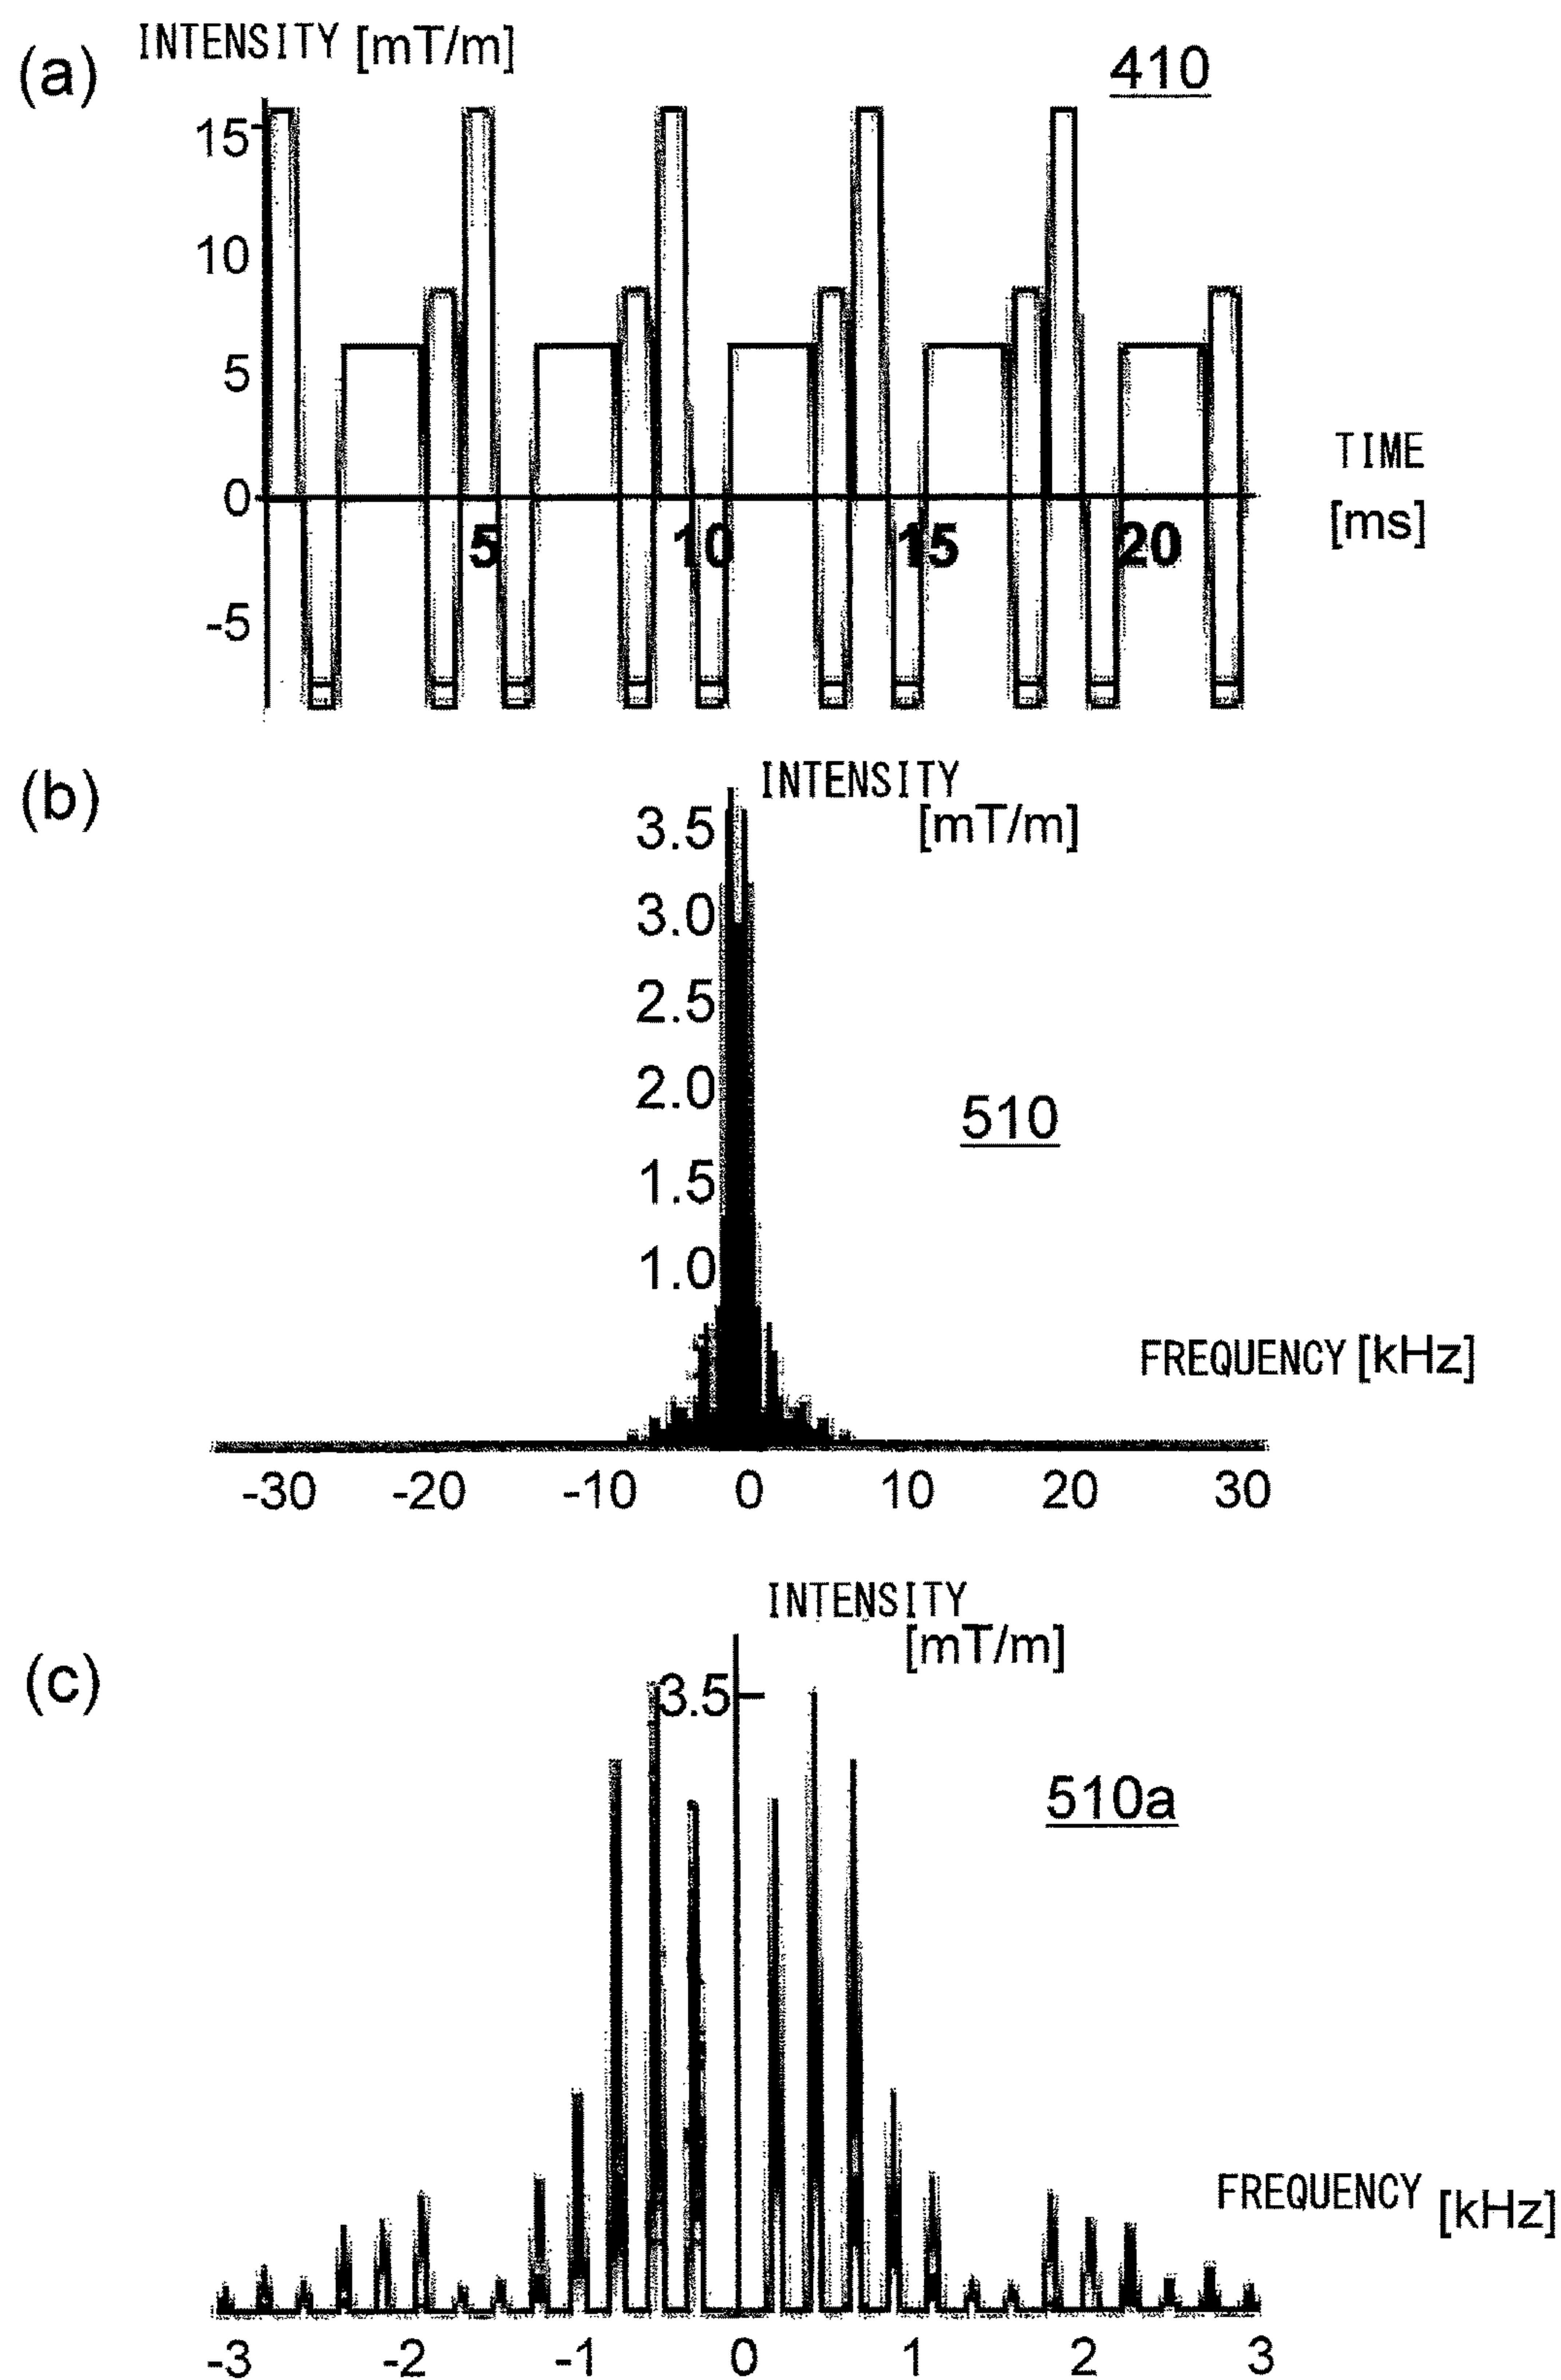 (a) INTENSITY [mT/m] 410
15
10
5
0
-5
5 10 15 20
TIME
[ms]
(b) INTENSITY
[mT/m]
3.5
3.0
2.5
2.0
1.5
1.0
510
FREQUENCY [kHz]
-30 -20 -10 0 10 20 30
(c) INTENSITY
[mT/m]
3.5
510a
FREQUENCY [kHz]
-3 -2 -1 0 1 2 3